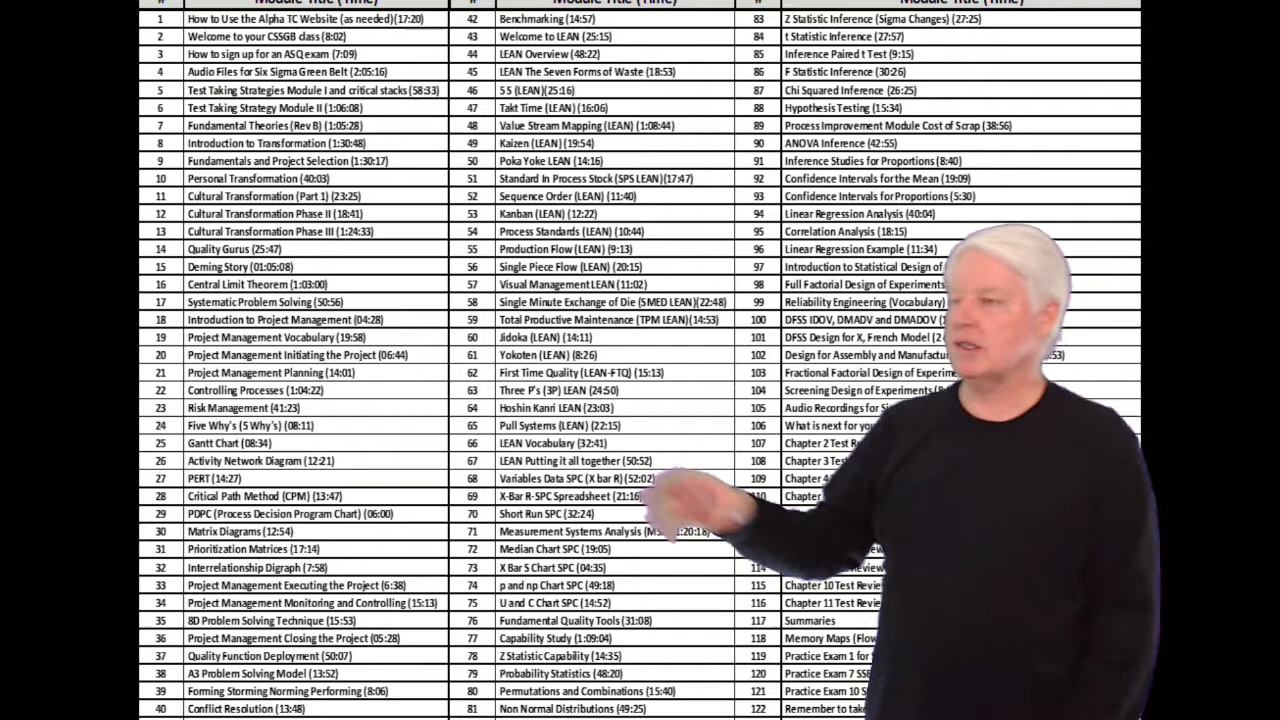 # Module Title (Time) # Module Title (Time) # Module Title (Time)
1 How to Use the Alpha TC Website (as needed)(17:20) 42 Benchmarking (14:57) 83 Z Statistic Inference (Sigma Changes) (27:25)
2 Welcome to your CSSGB class (8:02) 43 Welcome to LEAN (25:15) 84 t Statistic Inference (27:57)
3 How to sign up for an ASQ exam (7:09) 44 LEAN Overview (48:22) 85 Inference Paired t Test (9:15)
4 Audio Files for Six Sigma Green Belt (2:05:16) 45 LEAN The Seven Forms of Waste (18:53) 86 F Statistic Inference (30:26)
5 Test Taking Strategies Module I and critical stacks (58:33) 46 5 S (LEAN)(25:16) 87 Chi Squared Inference (26:25)
6 Test Taking Strategy Module II (1:06:08) 47 Takt Time (LEAN) (16:06) 88 Hypothesis Testing (15:34)
7 Fundamental Theories (Rev B) (1:05:28) 48 Value Stream Mapping (LEAN) (1:08:44) 89 Process Improvement Module Cost of Scrap (38:56)
8 Introduction to Transformation (1:30:48) 49 Kaizen (LEAN) (19:54) 90 ANOVA Inference (42:55)
9 Fundamentals and Project Selection (1:30:17) 50 Poka Yoke LEAN (14:16) 91 Inference Studies for Proportions (8:40)
10 Personal Transformation (40:03) 51 Standard In Process Stock (SPS LEAN)(17:47) 92 Confidence Intervals for the Mean (19:09)
11 Cultural Transformation (Part 1) (23:25) 52 Sequence Order (LEAN) (11:40) 93 Confidence Intervals for Proportions (5:30)
12 Cultural Transformation Phase II (18:41) 53 Kanban (LEAN) (12:22) 94 Linear Regression Analysis (40:04)
13 Cultural Transformation Phase III (1:24:33) 54 Process Standards (LEAN) (10:44) 95 Correlation Analysis (18:15)
14 Quality Gurus (25:47) 55 Production Flow (LEAN) (9:13) 96 Linear Regression Example (11:34)
15 Deming Story (01:05:08) 56 Single Piece Flow (LEAN) (20:15) 97 Introduction to Statistical Design of
16 Central Limit Theorem (1:03:00) 57 Visual Management LEAN (11:02) 98 Full Factorial Design of Experiments
17 Systematic Problem Solving (50:56) 58 Single Minute Exchange of Die (SMED LEAN)(22:48) 99 Reliability Engineering (Vocabulary)
18 Introduction to Project Management (04:28) 59 Total Productive Maintenance (TPM LEAN)(14:53) 100 DFSS IDOV, DMADV and DMADOV (1
19 Project Management Vocabulary (19:58) 60 Jidoka (LEAN) (14:11) 101 DFSS Design for X, French Model (2
20 Project Management Initiating the Project (06:44) 61 Yokoten (LEAN) (8:26) 102 Design for Assembly and Manufactu :53)
21 Project Management Planning (14:01) 62 First Time Quality (LEAN-FTQ) (15:13) 103 Fractional Factorial Design of Experime
22 Controlling Processes (1:04:22) 63 Three P's (3P) LEAN (24:50) 104 Screening Design of Experiments
23 Risk Management (41:23) 64 Hoshin Kanri LEAN (23:03) 105 Audio Recordings for Si
24 Five Why's (5 Why's) (08:11) 65 Pull Systems (LEAN) (22:15) 106 What is next for you
25 Gantt Chart (08:34) 66 LEAN Vocabulary (32:41) 107 Chapter 2 Test R
26 Activity Network Diagram (12:21) 67 LEAN Putting it all together (50:52) 108 Chapter 3 Test
27 PERT (14:27) 68 Variables Data SPC (X bar R) (52:02) 109 Chapter 4
28 Critical Path Method (CPM) (13:47) 69 X-Bar R-SPC Spreadsheet (21:16) 110 Chapter
29 PDPC (Process Decision Program Chart) (06:00) 70 Short Run SPC (32:24)
30 Matrix Diagrams (12:54) 71 Measurement Systems Analysis (MS 1:20:18)
31 Prioritization Matrices (17:14) 72 Median Chart SPC (19:05)
32 Interrelationship Digraph (7:58) 73 X Bar S Chart SPC (04:35) 114 Review
33 Project Management Executing the Project (6:38) 74 p and np Chart SPC (49:18) 115 Chapter 10 Test Revie
34 Project Management Monitoring and Controlling (15:13) 75 U and C Chart SPC (14:52) 116 Chapter 11 Test Revi
35 8D Problem Solving Technique (15:53) 76 Fundamental Quality Tools (31:08) 117 Summaries
36 Project Management Closing the Project (05:28) 77 Capability Study (1:09:04) 118 Memory Maps (Flow
37 Quality Function Deployment (50:07) 78 Z Statistic Capability (14:35) 119 Practice Exam 1 for S
38 A3 Problem Solving Model (13:52) 79 Probability Statistics (48:20) 120 Practice Exam 7 SSB
39 Forming Storming Norming Performing (8:06) 80 Permutations and Combinations (15:40) 121 Practice Exam 10 S
40 Conflict Resolution (13:48) 81 Non Normal Distributions (49:25) 122 Remember to take